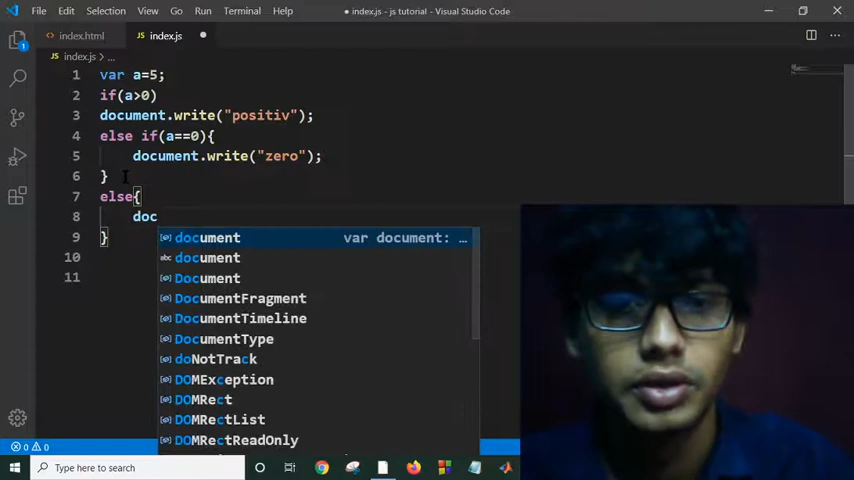 File Edit Selection View Go Run Terminal Help
● index.js - js tutorial - Visual Studio Code
index.html
index.js
index.js > ...
1 var a=5;
2 if(a>0)
3 document.write("positiv");
4 else if(a==0){
5 document.write("zero");
6 }
7 else{
8 doc
9 }
10
11
document var document: …
document
Document
DocumentFragment
DocumentTimeline
DocumentType
doNotTrack
DOMException
DOMRect
DOMRectList
DOMRectReadOnly
1
0 0
Type here to search